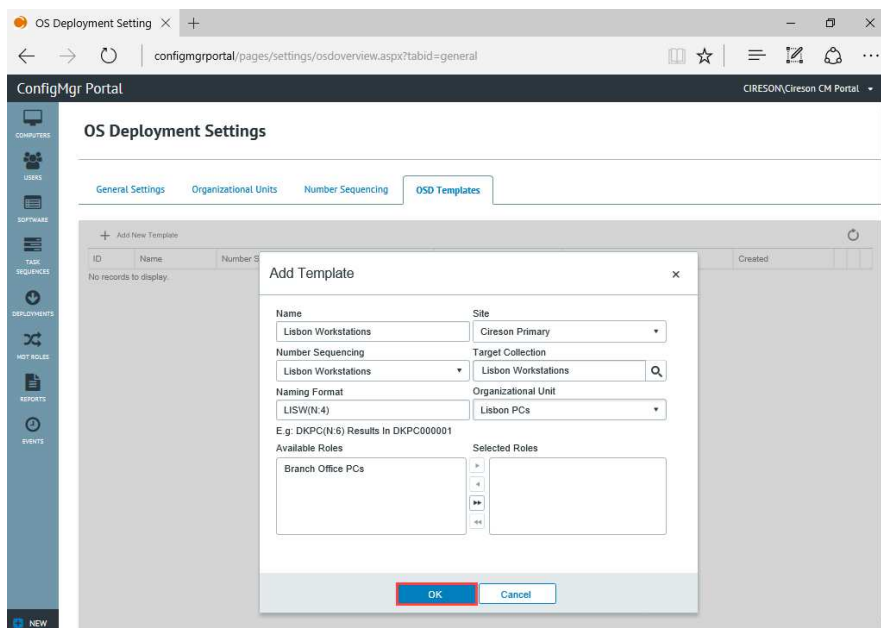 OS Deployment Setting
configmgrportal/pages/settings/osdoverview.aspx?tabid=general
ConfigMgr Portal
CIRESON\Cireson CM Portal
COMPUTERS
USERS
SOFTWARE
TASK
SEQUENCES
DEPLOYMENTS
MDT ROLES
REPORTS
EVENTS
NEW
OS Deployment Settings
General Settings
Organizational Units
Number Sequencing
OSD Templates
Add New Template
ID
Name
Number S
Created
No records to display.
Add Template
Name
Site
Lisbon Workstations
Cireson Primary
Number Sequencing
Target Collection
Lisbon Workstations
Lisbon Workstations
Naming Format
Organizational Unit
LISW(N:4)
Lisbon PCs
E.g: DKPC(N:6) Results In DKPC000001
Available Roles
Selected Roles
Branch Office PCs
OK
Cancel